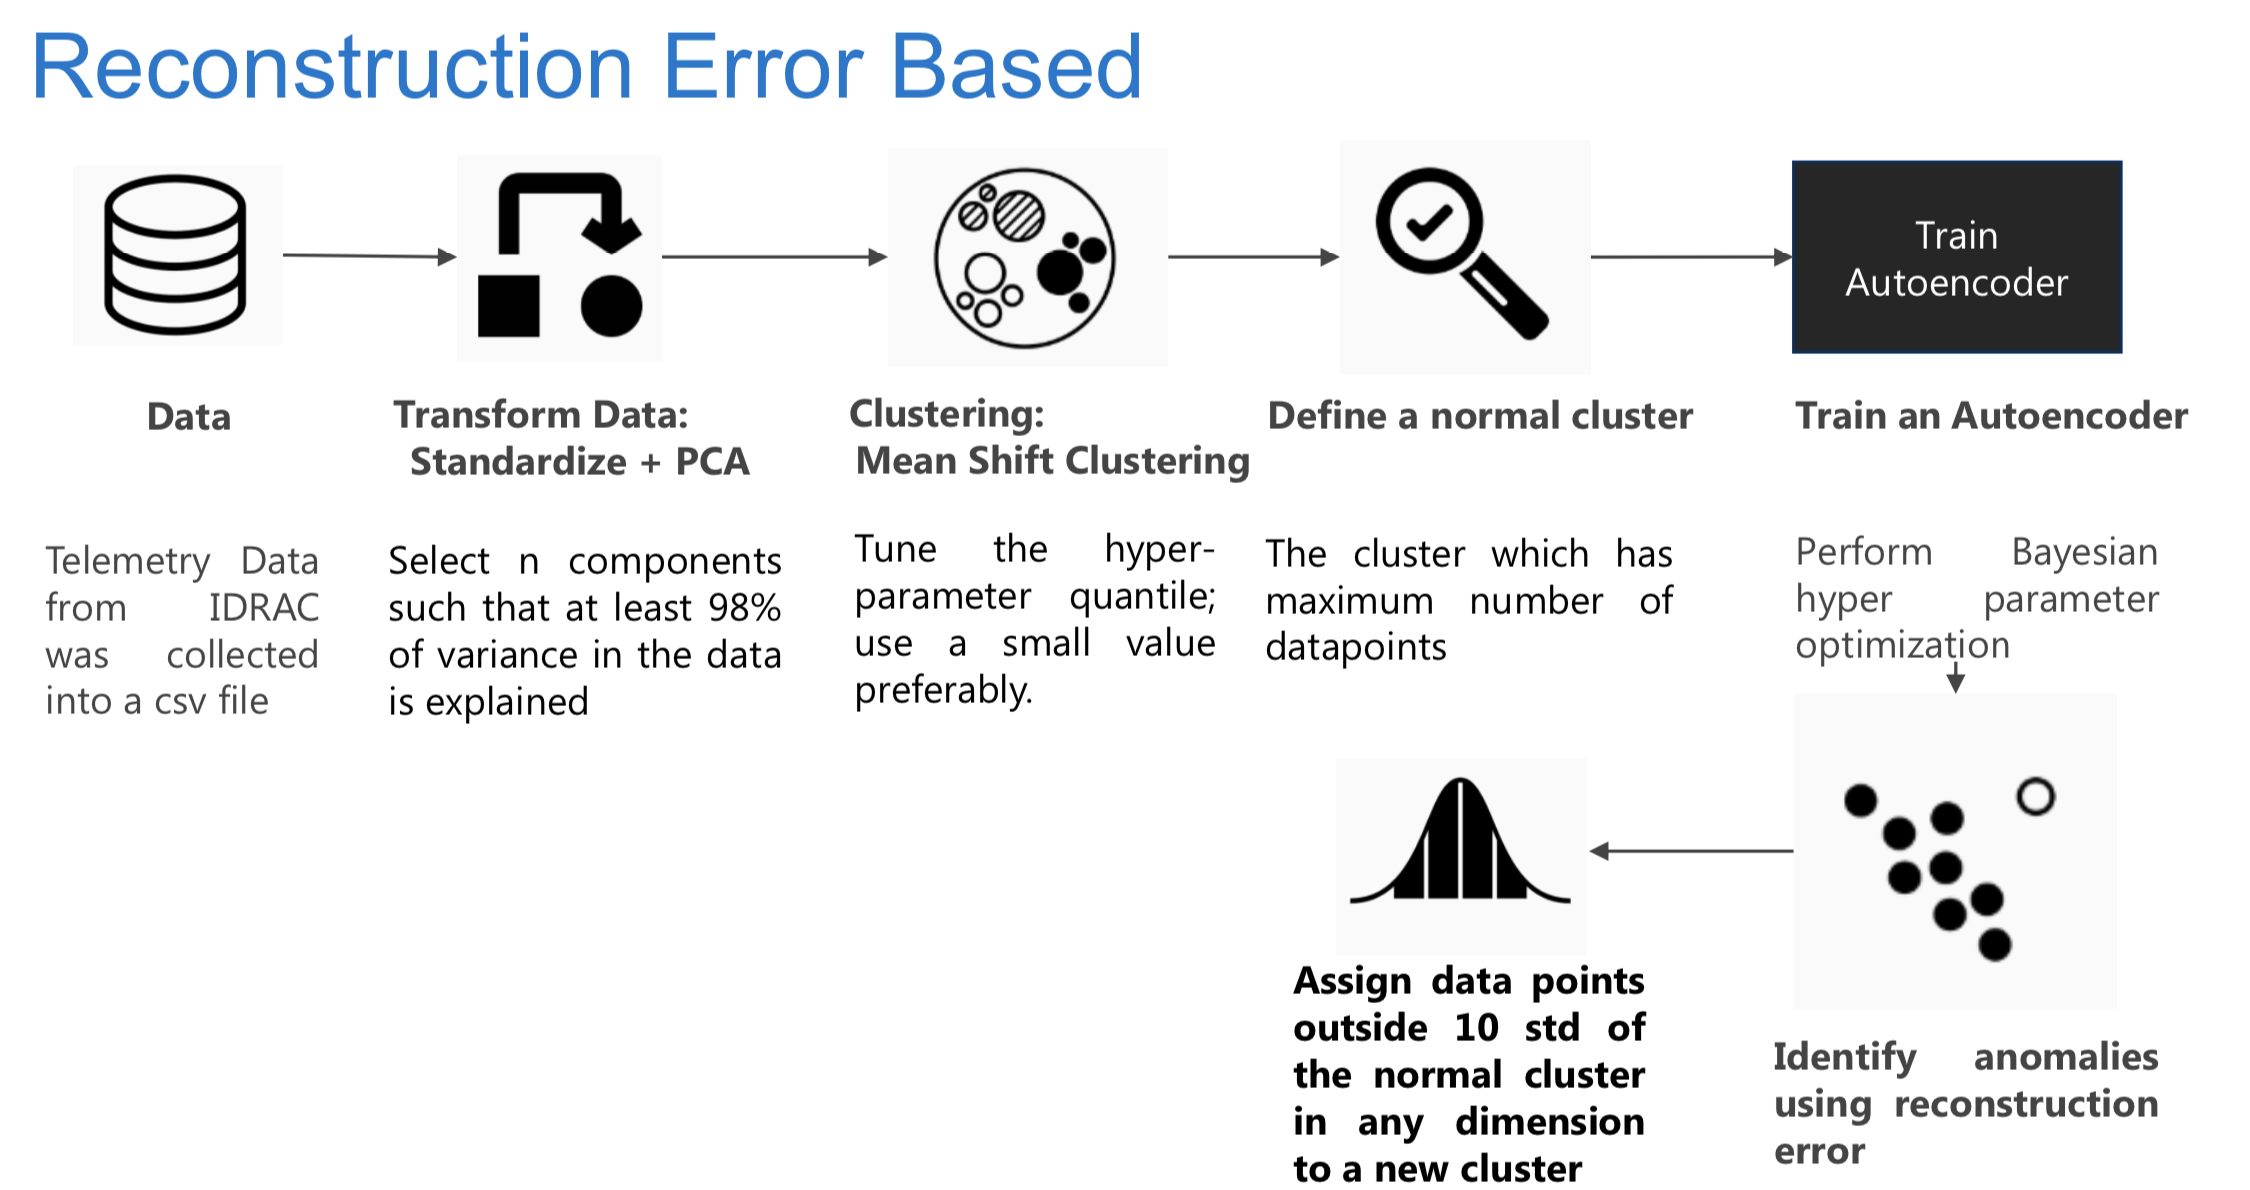 Reconstruction Error Based
Train
Autoencoder
Data
Transform Data:
Standardize + PCA
Clustering:
Mean Shift Clustering
Define a normal cluster
Train an Autoencoder
Telemetry Data
from IDRAC
was collected
into a csv file
Select n components
such that at least 98%
of variance in the data
is explained
Tune the hyper-
parameter quantile;
use a small value
preferably.
The cluster which has
maximum number of
datapoints
Perform Bayesian
hyper parameter
optimization
Assign data points
outside 10 std of
the normal cluster
in any dimension
to a new cluster
Identify anomalies
using reconstruction
error